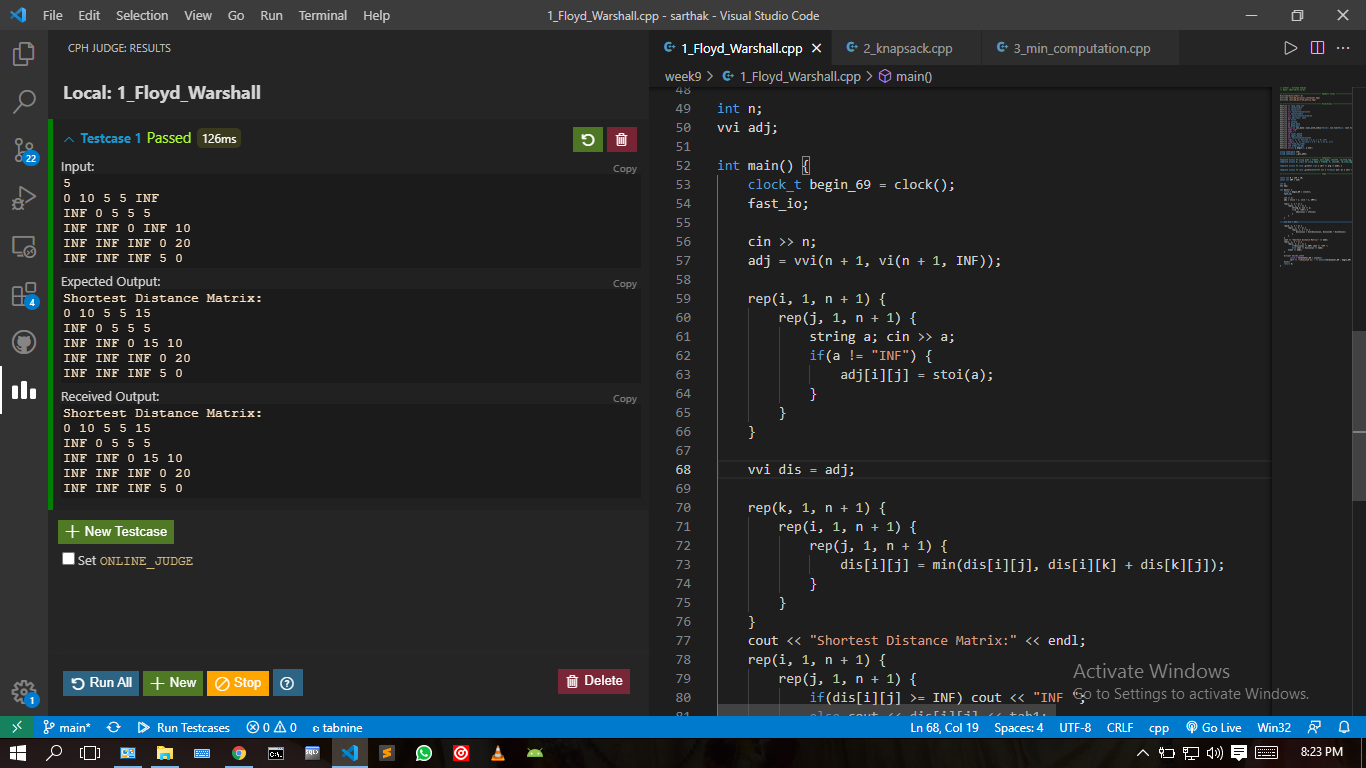 File Edit Selection View Go Run Terminal Help
1_Floyd_Warshall.cpp - sarthak - Visual Studio Code
CPH JUDGE: RESULTS
Local: 1_Floyd_Warshall
Testcase 1 Passed 126ms
Input:
Copy
5
0 10 5 5 INF
INF 0 5 5 5
INF INF 0 INF 10
INF INF INF 0 20
INF INF INF 5 0
Expected Output:
Copy
Shortest Distance Matrix:
0 10 5 5 15
INF 0 5 5 5
INF INF 0 15 10
INF INF INF 0 20
INF INF INF 5 0
Received Output:
Copy
Shortest Distance Matrix:
0 10 5 5 15
INF 0 5 5 5
INF INF 0 15 10
INF INF INF 0 20
INF INF INF 5 0
New Testcase
Set ONLINE_JUDGE
Run All New Stop Delete
22
4
1
1_Floyd_Warshall.cpp 2_knapsack.cpp 3_min_computation.cpp
week9 > 1_Floyd_Warshall.cpp > main()
48
49 int n;
50 vvi adj;
51
52 int main() {
53 clock_t begin_69 = clock();
54 fast_io;
55
56 cin >> n;
57 adj = vvi(n + 1, vi(n + 1, INF));
58
59 rep(i, 1, n + 1) {
60 rep(j, 1, n + 1) {
61 string a; cin >> a;
62 if(a != "INF") {
63 adj[i][j] = stoi(a);
64 }
65 }
66 }
67
68 vvi dis = adj;
69
70 rep(k, 1, n + 1) {
71 rep(i, 1, n + 1) {
72 rep(j, 1, n + 1) {
73 dis[i][j] = min(dis[i][j], dis[i][k] + dis[k][j]);
74 }
75 }
76 }
77 cout << "Shortest Distance Matrix:" << endl;
78 rep(i, 1, n + 1) {
79 rep(j, 1, n + 1) {
80 if(dis[i][j] >= INF) cout << "INF ";
81 else cout << dis[i][j] << tab1;
Activate Windows
Go to Settings to activate Windows.
main* Run Testcases 0 0 tabnine
Ln 68, Col 19 Spaces: 4 UTF-8 CRLF cpp Go Live Win32
8:23 PM